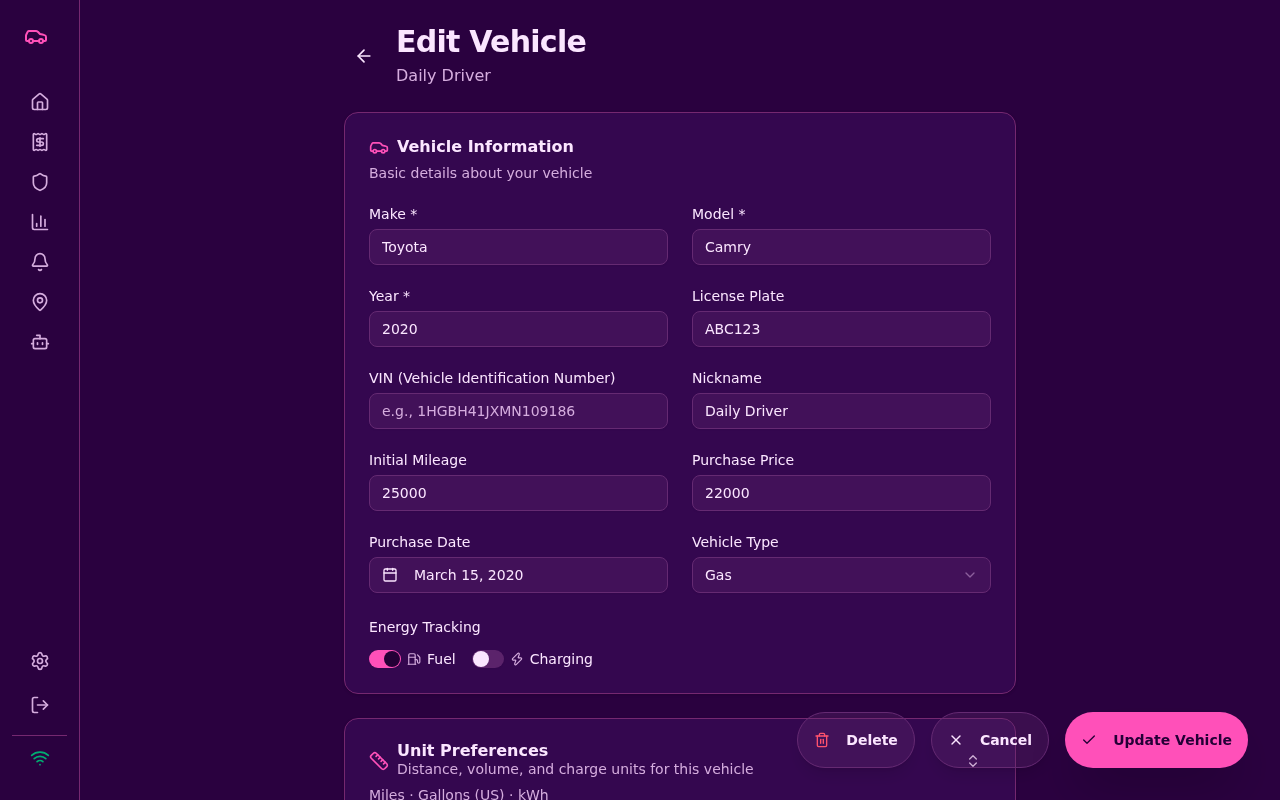 Edit Vehicle
Daily Driver
Vehicle Information
Basic details about your vehicle
Make *
Model *
Toyota
Camry
Year *
License Plate
2020
ABC123
VIN (Vehicle Identification Number)
Nickname
e.g., 1HGBH41JXMN109186
Daily Driver
Initial Mileage
Purchase Price
25000
22000
Purchase Date
Vehicle Type
March 15, 2020
Gas
Energy Tracking
Fuel
Charging
Unit Preferences
Distance, volume, and charge units for this vehicle
Miles · Gallons (US) · kWh
Delete
Cancel
Update Vehicle